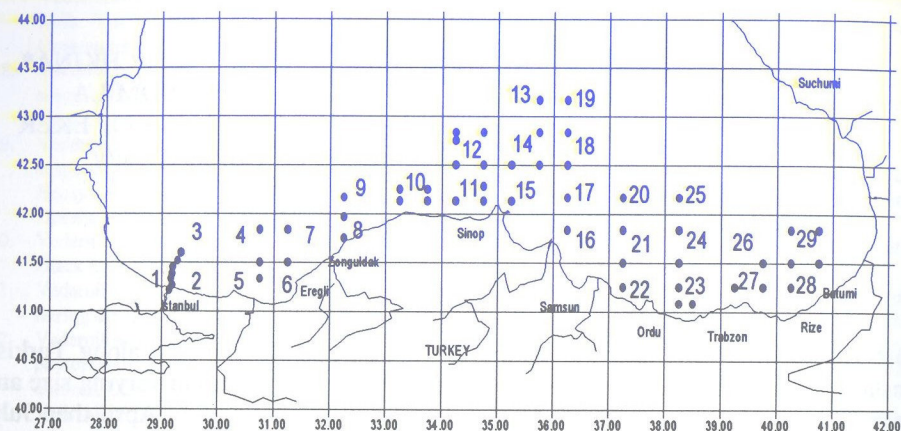 44.00
43.50
Suchumi
13 19
43.00
12 14 18
42.50
9 10 11 15 17 20 25
42.00
3 4 7 8 Sinop 16 21 24 26 29
41.50
Zonguldak
1 2 5 6 Eregli 22 23 27 28 Batumi
41.00
İstanbul Samsun Ordu Trabzon Rize
40.50
TURKEY
40.00
27.00 28.00 29.00 30.00 31.00 32.00 33.00 34.00 35.00 36.00 37.00 38.00 39.00 40.00 41.00 42.00